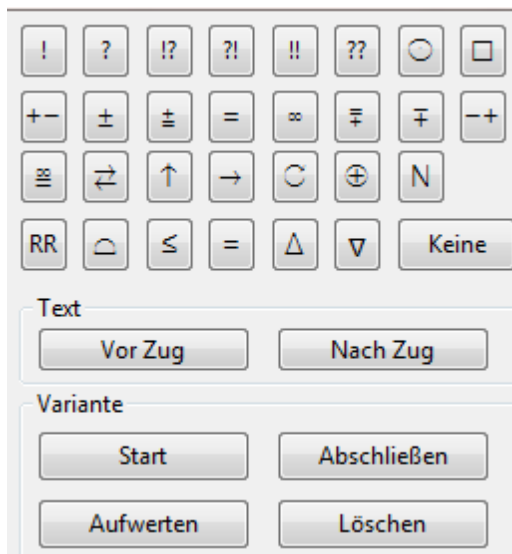 ! ? !? ?! !! ?? ⨀ □
+− ± ⩲ = ∞ ⩱ ∓ −+
⇄ ↑ → ⊕ N
RR ⌓ ≤ = Δ ∇ Keine
Text
Vor Zug Nach Zug
Variante
Start Abschließen
Aufwerten Löschen